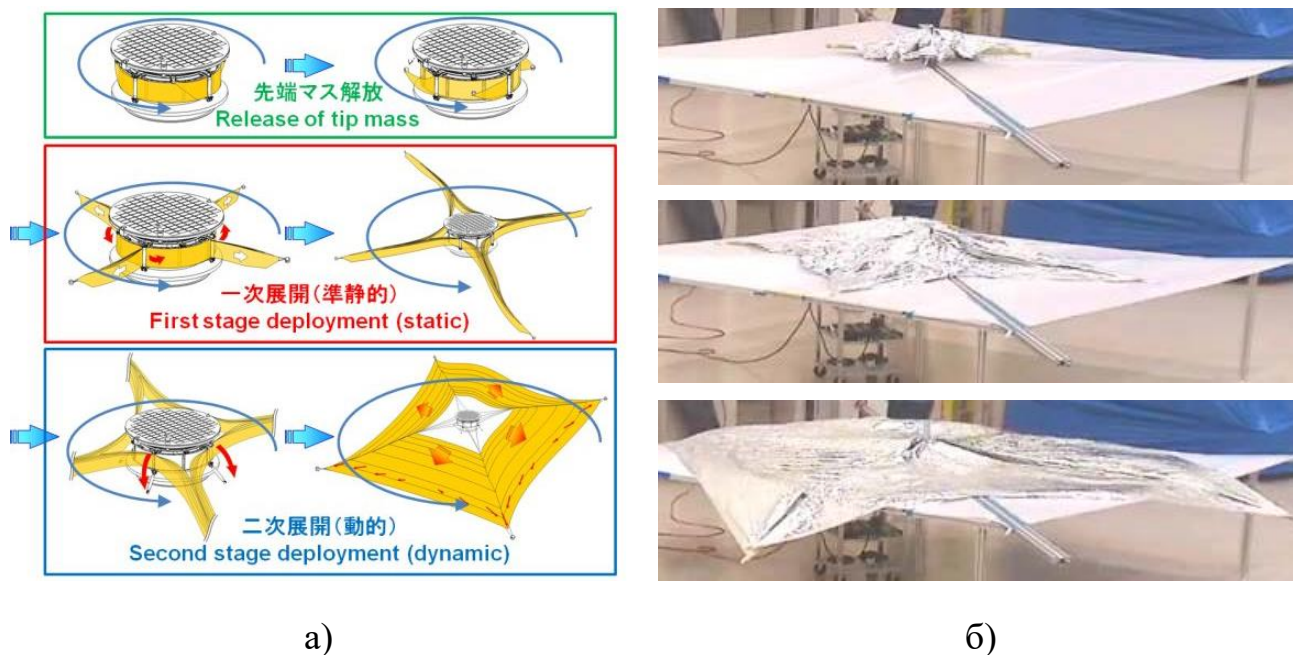 先端マス解放
Release of tip mass
一次展開(準静的)
First stage deployment (static)
二次展開(動的)
Second stage deployment (dynamic)
а)
б)